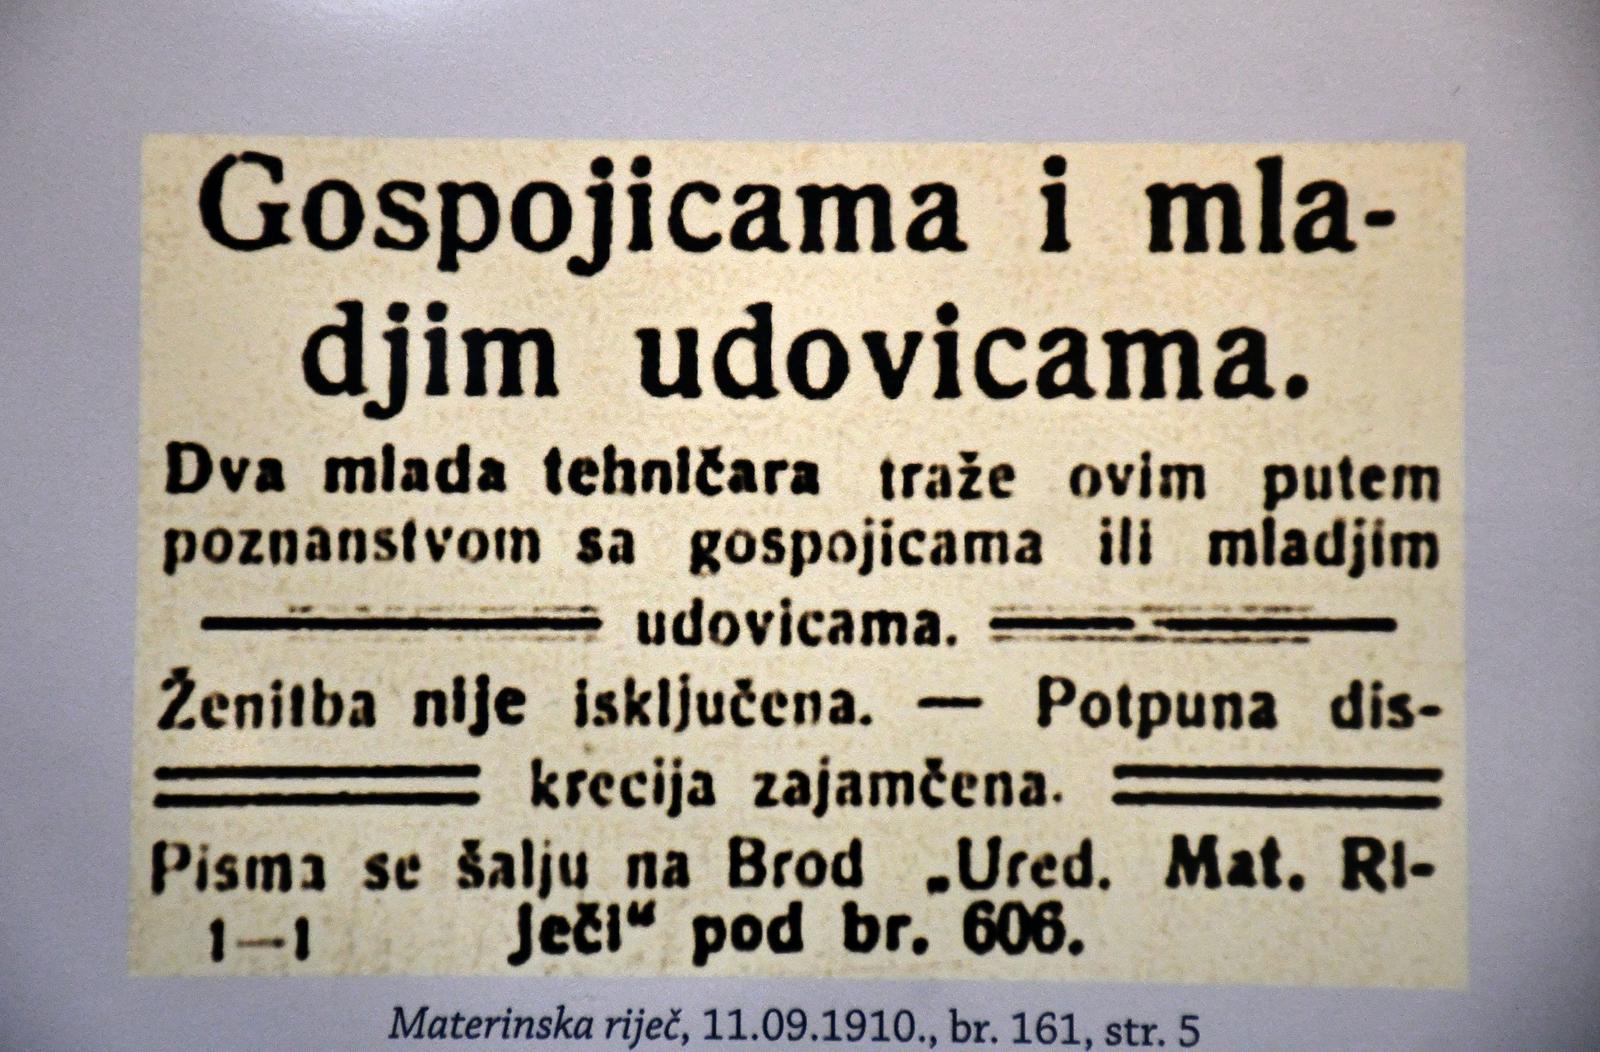 Gospojicama i mla-
djim udovicama.
Dva mlada tehničara traže ovim putem
poznanstvom sa gospojicama ili mladjim
udovicama.
Ženitba nije isključena. — Potpuna dis-
krecija zajamčena.
Pisma se šalju na Brod „Ured. Mat. Ri-
1—1 ječi“ pod br. 606.
Materinska riječ, 11.09.1910., br. 161, str. 5